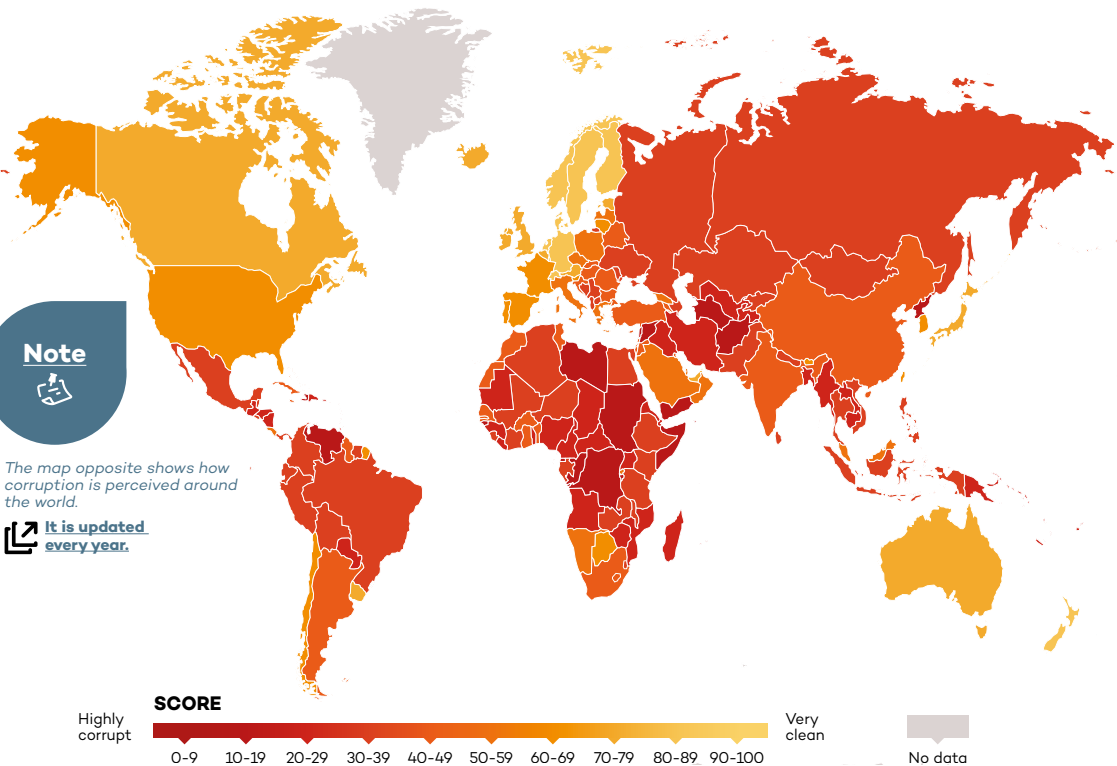 Note
The map opposite shows how
corruption is perceived around
the world.
It is updated
every year.
SCORE
Highly
corrupt
Very
clean
0-9
10-19
20-29
30-39
40-49
50-59
60-69
70-79
80-89
90-100
No data